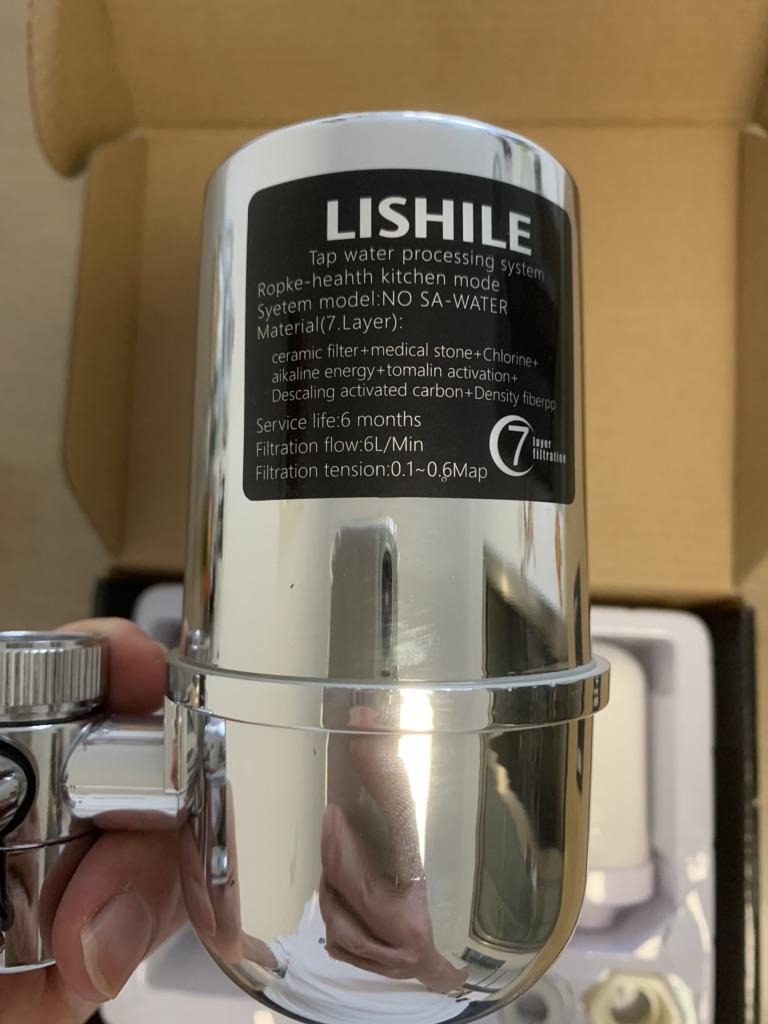 LISHILE
Tap water processing system
Ropke-heahth kitchen mode
Syetem model:NO SA-WATER
Material(7.Layer):
ceramic filter+medical stone+Chlorine+
aikaline energy+tomalin activation+
Descaling activated carbon+Density fiberpp
Service life:6 months
Filtration flow:6L/Min
Filtration tension:0.1~0.6Map
7 layer
filtration